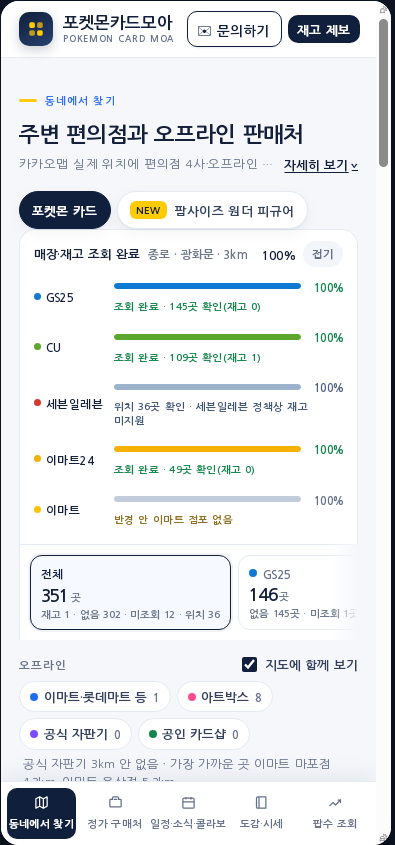 포켓몬카드모아
POKEMON CARD MOA
✉ 문의하기
재고 제보
동네에서 찾기
주변 편의점과 오프라인 판매처
카카오맵 실제 위치에 편의점 4사·오프라인 ···
자세히 보기
포켓몬 카드
NEW 팜사이즈 원더 피규어
매장·재고 조회 완료 종로 · 광화문 · 3km 100% 접기
GS25 100%
조회 완료 · 145곳 확인(재고 0)
CU 100%
조회 완료 · 109곳 확인(재고 1)
세븐일레븐 100%
위치 36곳 확인 · 세븐일레븐 정책상 재고
미지원
이마트24 100%
조회 완료 · 49곳 확인(재고 0)
이마트 100%
반경 안 이마트 점포 없음
전체
351곳
재고 1 · 없음 302 · 미조회 12 · 위치 36
GS25
146곳
없음 145곳 · 미조회
오프라인
지도에 함께 보기
이마트·롯데마트 등 1
아트박스 8
공식 자판기 0
공인 카드샵 0
공식 자판기 3km 안 없음 · 가장 가까운 곳 이마트 마포점
동네에서 찾기
정가 구매처
일정·소식·콜라보
도감·시세
팝수 조회